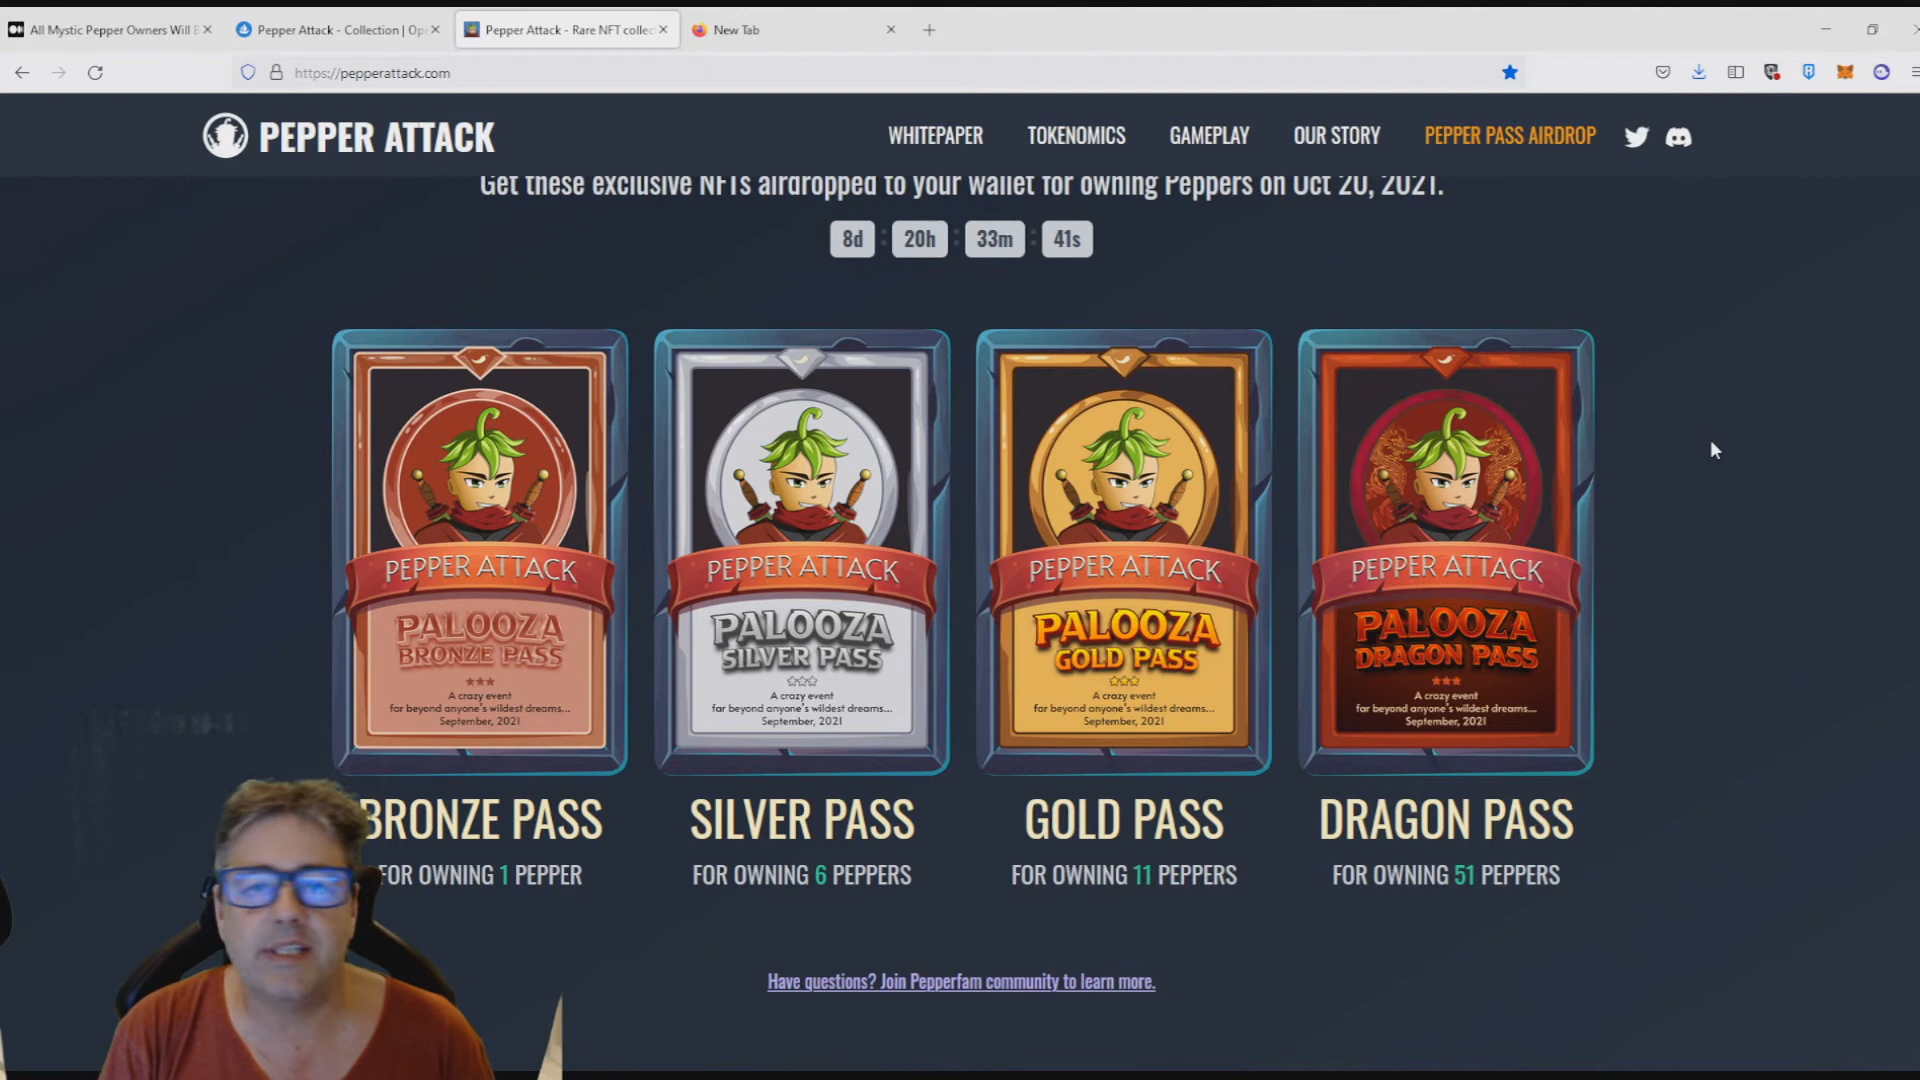 All Mystic Pepper Owners Will B
Pepper Attack - Collection | Ope
Pepper Attack - Rare NFT collec
New Tab
https://pepperattack.com
PEPPER ATTACK
WHITEPAPER
TOKENOMICS
GAMEPLAY
OUR STORY
PEPPER PASS AIRDROP
Get these exclusive NFTs airdropped to your wallet for owning Peppers on Oct 20, 2021.
8d : 20h : 33m : 41s
PEPPER ATTACK
PALOOZA
BRONZE PASS
A crazy event
far beyond anyone's wildest dreams...
September, 2021
PEPPER ATTACK
PALOOZA
SILVER PASS
A crazy event
far beyond anyone's wildest dreams...
September, 2021
PEPPER ATTACK
PALOOZA
GOLD PASS
A crazy event
far beyond anyone's wildest dreams...
September, 2021
PEPPER ATTACK
PALOOZA
DRAGON PASS
A crazy event
far beyond anyone's wildest dreams...
September, 2021
BRONZE PASS
FOR OWNING 1 PEPPER
SILVER PASS
FOR OWNING 6 PEPPERS
GOLD PASS
FOR OWNING 11 PEPPERS
DRAGON PASS
FOR OWNING 51 PEPPERS
Have questions? Join Pepperfam community to learn more.